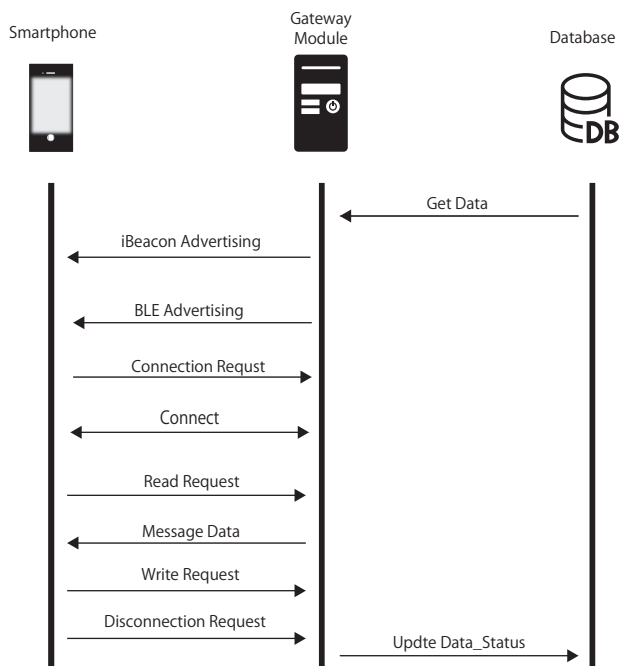 Smartphone
Gateway
Module
Database
DB
Get Data
iBeacon Advertising
BLE Advertising
Connection Requst
Connect
Read Request
Message Data
Write Request
Disconnection Request
Updte Data_Status